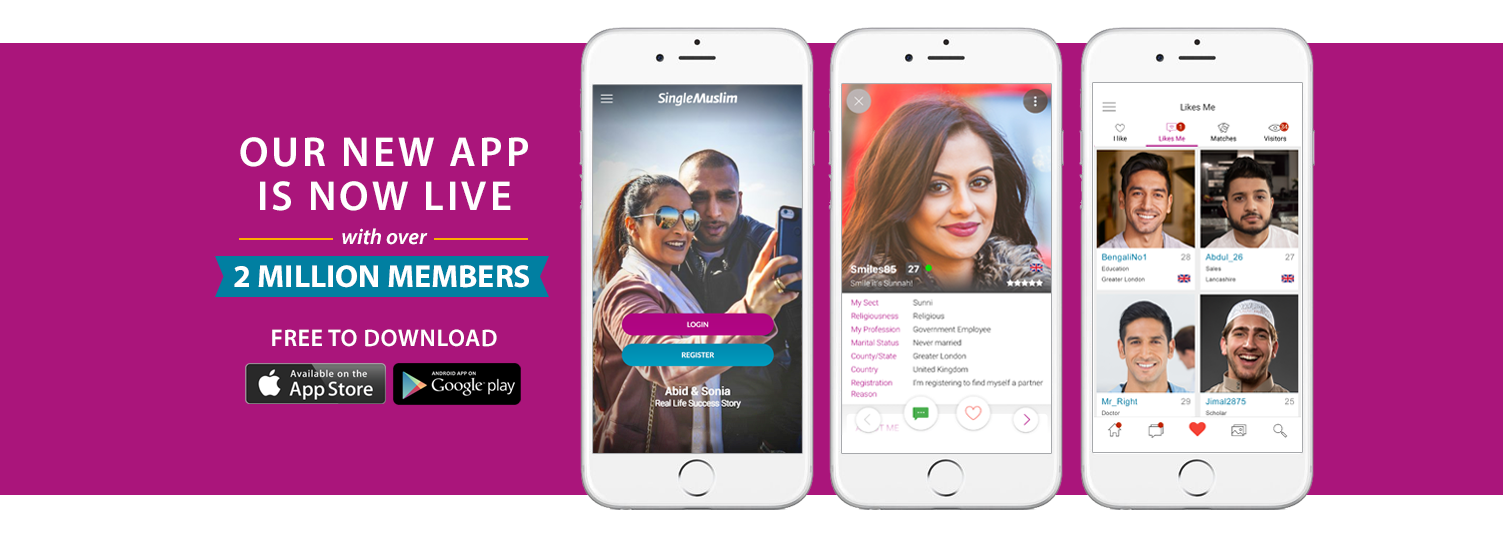 OUR NEW APP
IS NOW LIVE
with over
2 MILLION MEMBERS
FREE TO DOWNLOAD
Available on the
App Store
ANDROID APP ON
Google play
SingleMuslim
LOGIN
REGISTER
Abid & Sonia
Real Life Success Story
Smiles85 27
Smile it's Sunnah!
My Sect Sunni
Religiousness Religious
My Profession Government Employee
Marital Status Never married
County/State Greater London
Country United Kingdom
Registration I'm registering to find myself a partner
Reason
Likes Me
I like Likes Me Matches Visitors
BengaliNo1 28
Education
Greater London
Abdul_26 27
Sales
Lancashire
Mr_Right 29
Doctor
Jimal2875 25
Scholar